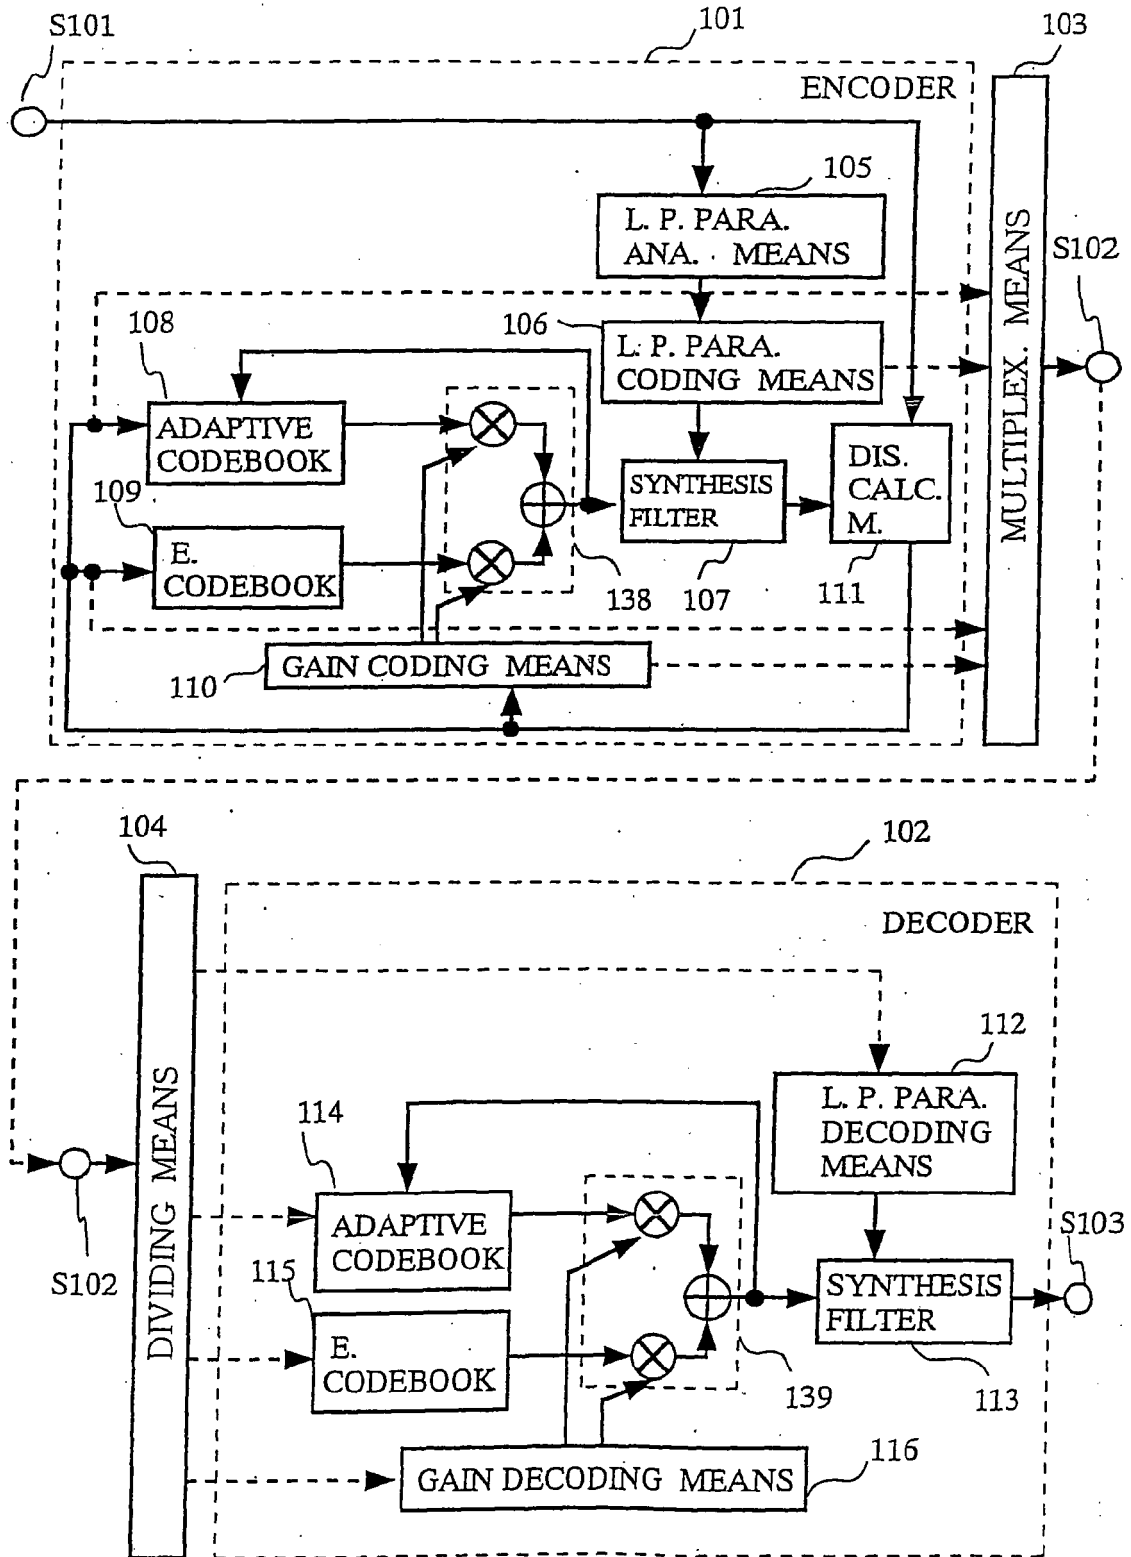 S101
101
103
ENCODER
105
L. P. PARA.
ANA. MEANS
MULTIPLEX. MEANS
S102
108
106
L. P. PARA.
CODING MEANS
ADAPTIVE
CODEBOOK
DIS.
CALC.
M.
SYNTHESIS
FILTER
109
E.
CODEBOOK
138
107
111
GAIN CODING MEANS
110
104
102
DECODER
112
L. P. PARA.
DECODING
MEANS
DIVIDING MEANS
114
ADAPTIVE
CODEBOOK
S103
S102
115
SYNTHESIS
FILTER
E.
CODEBOOK
139
113
GAIN DECODING MEANS
116